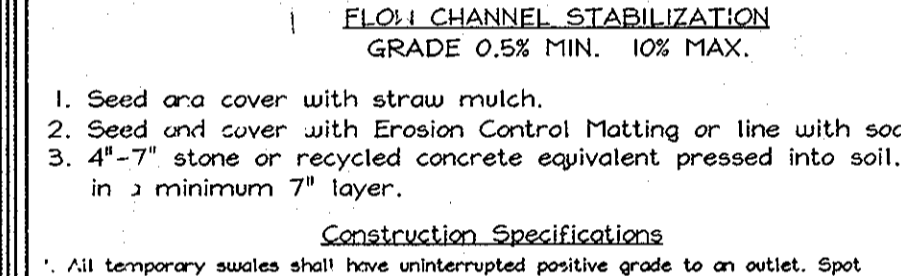 FLOW CHANNEL STABILIZATION
GRADE 0.5% MIN. 10% MAX.
1. Seed and cover with straw mulch.
2. Seed and cover with Erosion Control Matting or line with
3. 4"-7" stone or recycled concrete equivalent pressed into soil.
in a minimum 7" layer.
Construction Specifications
All temporary swales shall have uninterrupted positive grade to an outlet. Spot